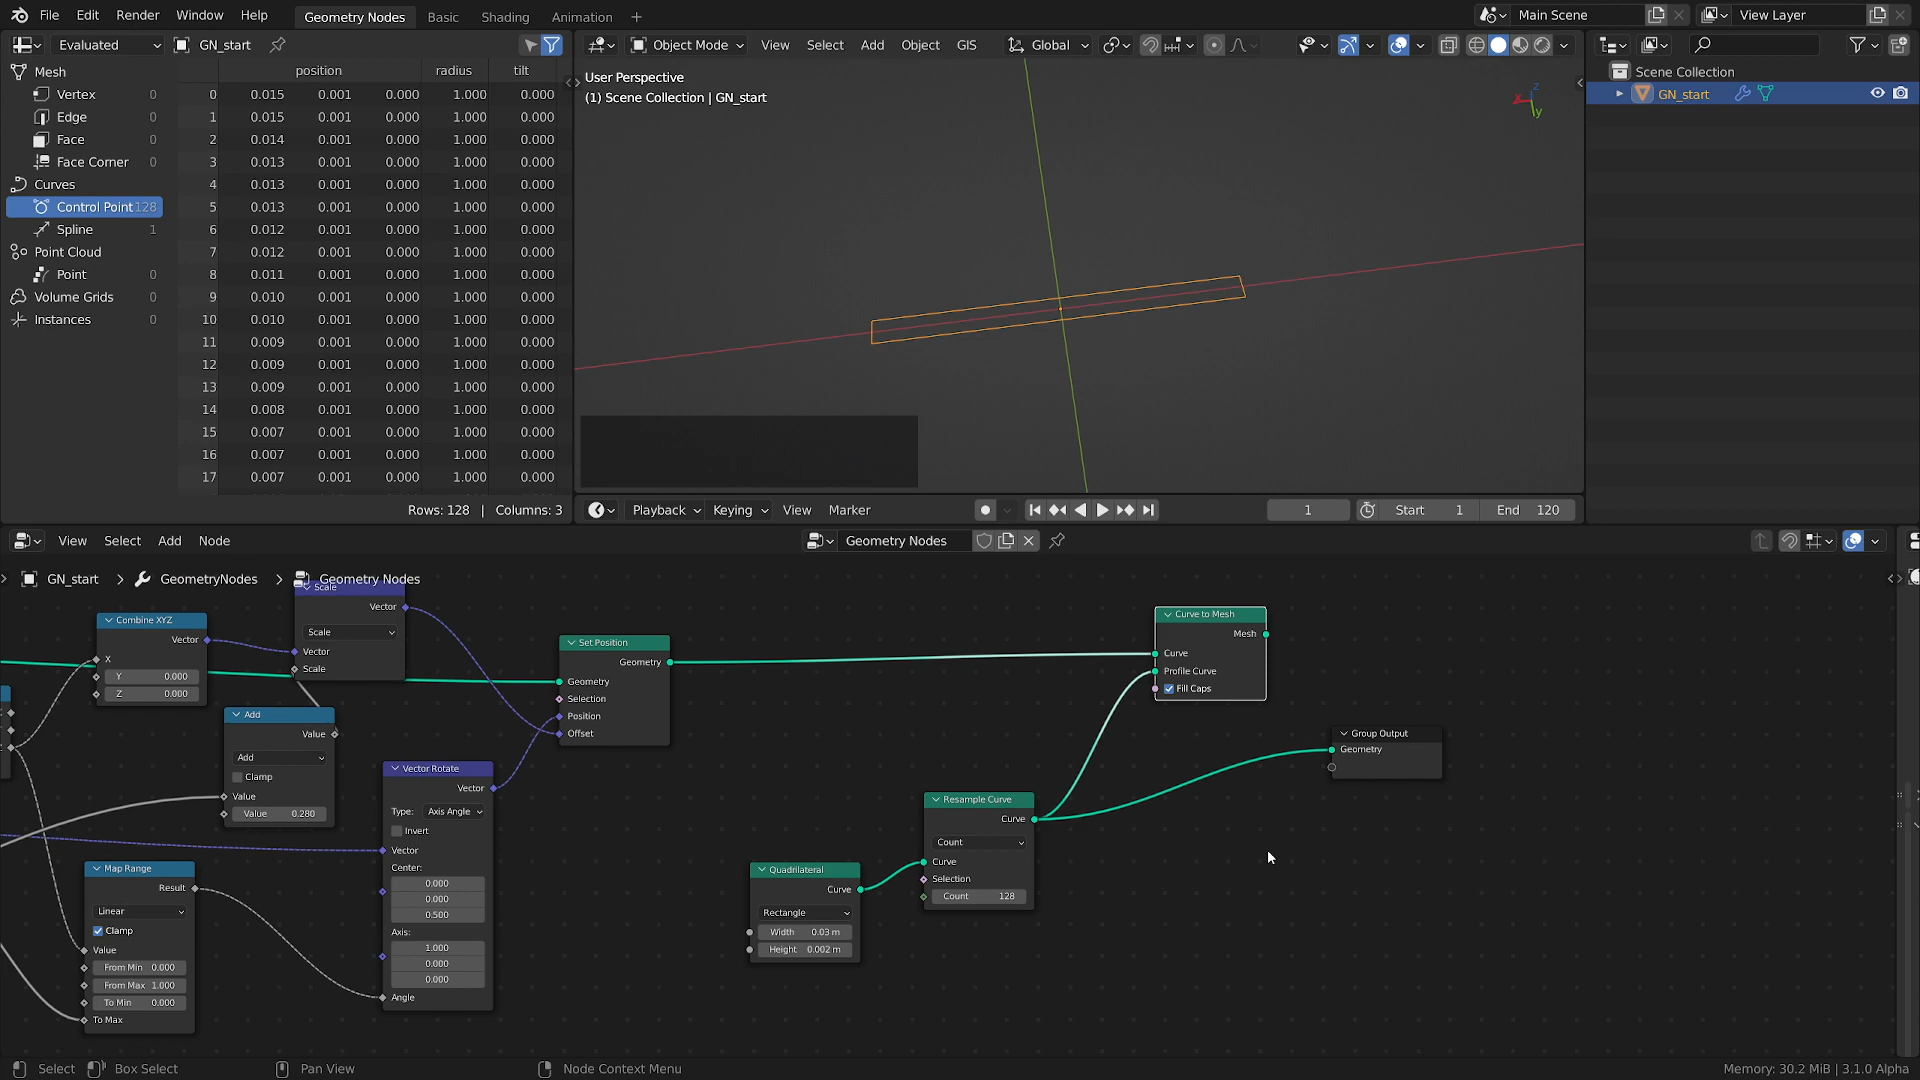 File Edit Render Window Help Geometry Nodes Basic Shading Animation + Main Scene View Layer
Evaluated GN_start Object Mode View Select Add Object GIS Global
Mesh position radius tilt
Vertex 0
Edge 0
Face 0
Face Corner 0
Curves
Control Point 128
Spline 1
Point Cloud
Point 0
Volume Grids 0
Instances 0
0 0.015 0.001 0.000 1.000 0.000
1 0.015 0.001 0.000 1.000 0.000
2 0.014 0.001 0.000 1.000 0.000
3 0.013 0.001 0.000 1.000 0.000
4 0.013 0.001 0.000 1.000 0.000
5 0.013 0.001 0.000 1.000 0.000
6 0.012 0.001 0.000 1.000 0.000
7 0.012 0.001 0.000 1.000 0.000
8 0.011 0.001 0.000 1.000 0.000
9 0.010 0.001 0.000 1.000 0.000
10 0.010 0.001 0.000 1.000 0.000
11 0.009 0.001 0.000 1.000 0.000
12 0.009 0.001 0.000 1.000 0.000
13 0.009 0.001 0.000 1.000 0.000
14 0.008 0.001 0.000 1.000 0.000
15 0.007 0.001 0.000 1.000 0.000
16 0.007 0.001 0.000 1.000 0.000
17 0.007 0.001 0.000 1.000 0.000
Rows: 128 | Columns: 3
User Perspective
(1) Scene Collection | GN_start
X
Z
y
Scene Collection
GN_start
Playback Keying View Marker 1 Start 1 End 120
View Select Add Node Geometry Nodes
GN_start > GeometryNodes > Geometry Nodes
Combine XYZ
Vector
X
Y 0.000
Z 0.000
Scale
Vector
Scale
Vector
Scale
Add
Value
Add
Clamp
Value
Value 0.280
Map Range
Result
Linear
Clamp
Value
From Min 0.000
From Max 1.000
To Min 0.000
To Max
Vector Rotate
Vector
Type: Axis Angle
Invert
Vector
Center:
0.000
0.000
0.500
Axis:
1.000
0.000
0.000
Angle
Set Position
Geometry
Geometry
Selection
Position
Offset
Quadrilateral
Curve
Rectangle
Width 0.03 m
Height 0.002 m
Resample Curve
Curve
Count
Curve
Selection
Count 128
Curve to Mesh
Mesh
Curve
Profile Curve
Fill Caps
Group Output
Geometry
Select Box Select Pan View Node Context Menu Memory: 30.2 MiB | 3.1.0 Alpha